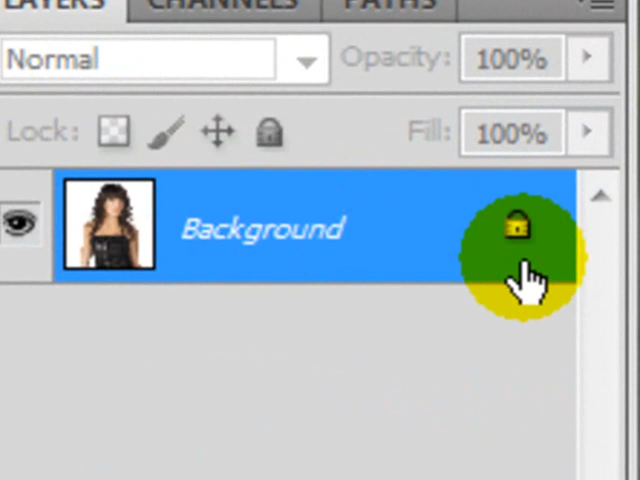 LAYERS CHANNELS PATHS
Normal Opacity: 100%
Lock: Fill: 100%
Background